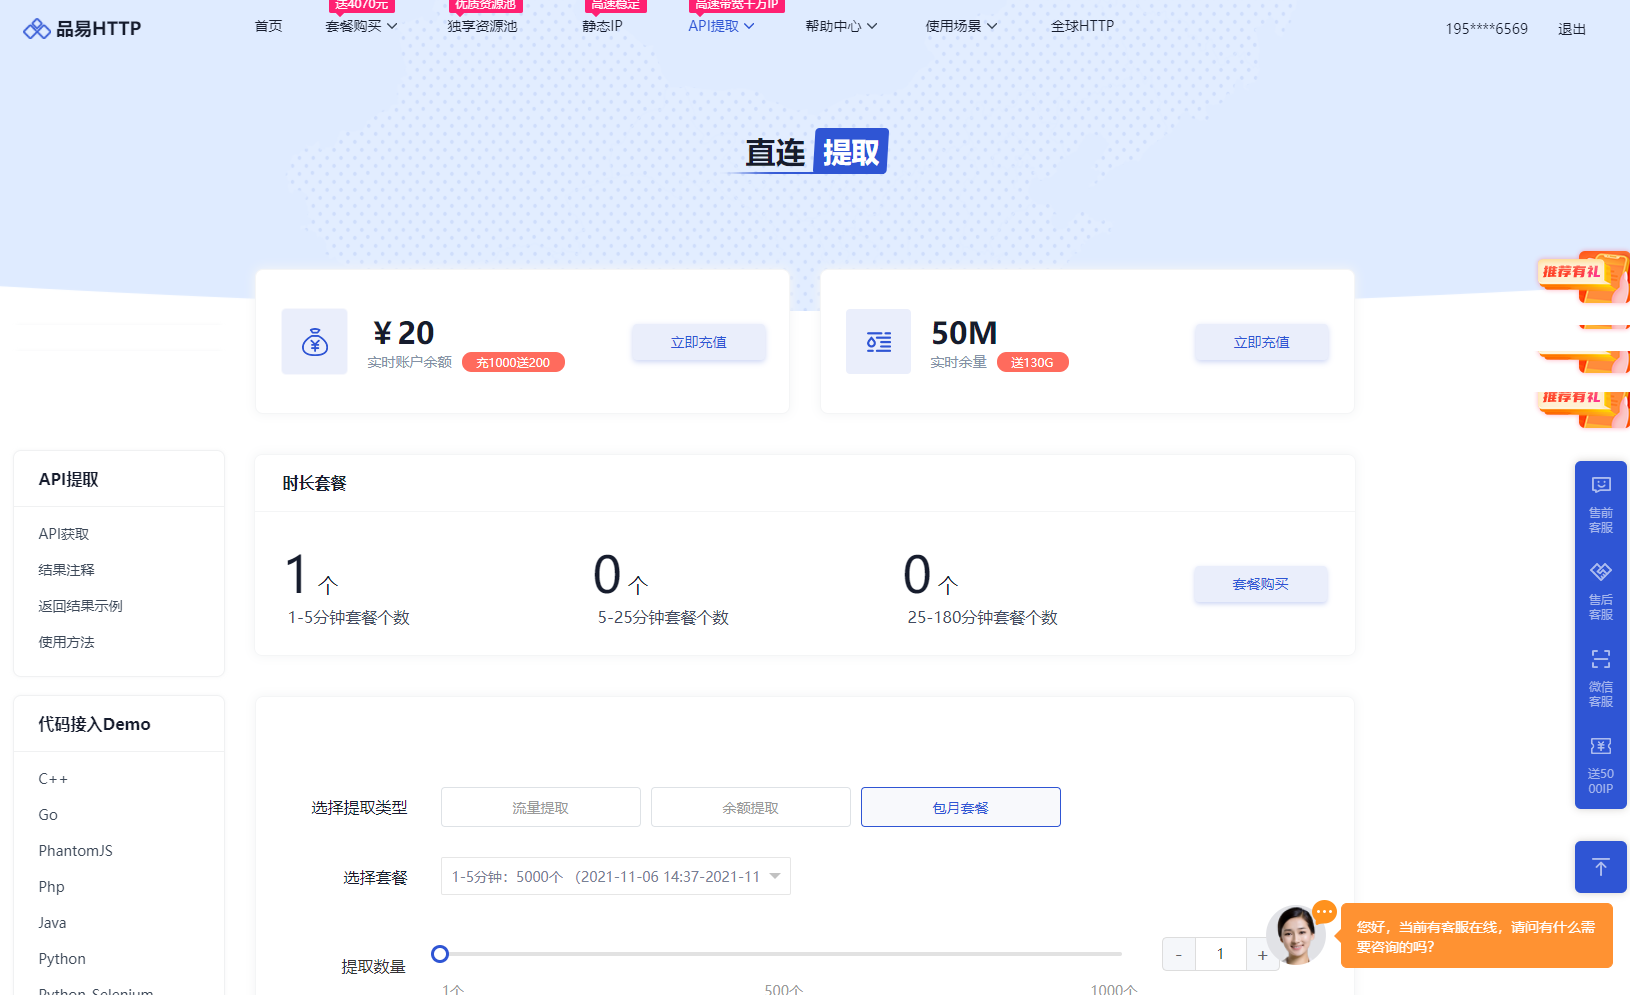 品易HTTP
首页
套餐购买
送4070元
独享资源池
优质资源池
静态IP
高速稳定
API提取
高速带宽千万IP
帮助中心
使用场景
全球HTTP
195****6569
退出
直连 提取
¥20
实时账户余额 充1000送200
立即充值
50M
实时余量 送130G
立即充值
推荐有礼
推荐有礼
API提取
API获取
结果注释
返回结果示例
使用方法
时长套餐
1个
1-5分钟套餐个数
0个
5-25分钟套餐个数
0个
25-180分钟套餐个数
套餐购买
代码接入Demo
C++
Go
PhantomJS
Php
Java
Python
Python-Selenium
选择提取类型
流量提取
余额提取
包月套餐
选择套餐
1-5分钟：5000个 （2021-11-06 14:37-2021-11
提取数量
- 1 +
1个
500个
1000个
售前
客服
售后
客服
微信
客服
送50
00IP
您好，当前有客服在线，请问有什么需
要咨询的吗？